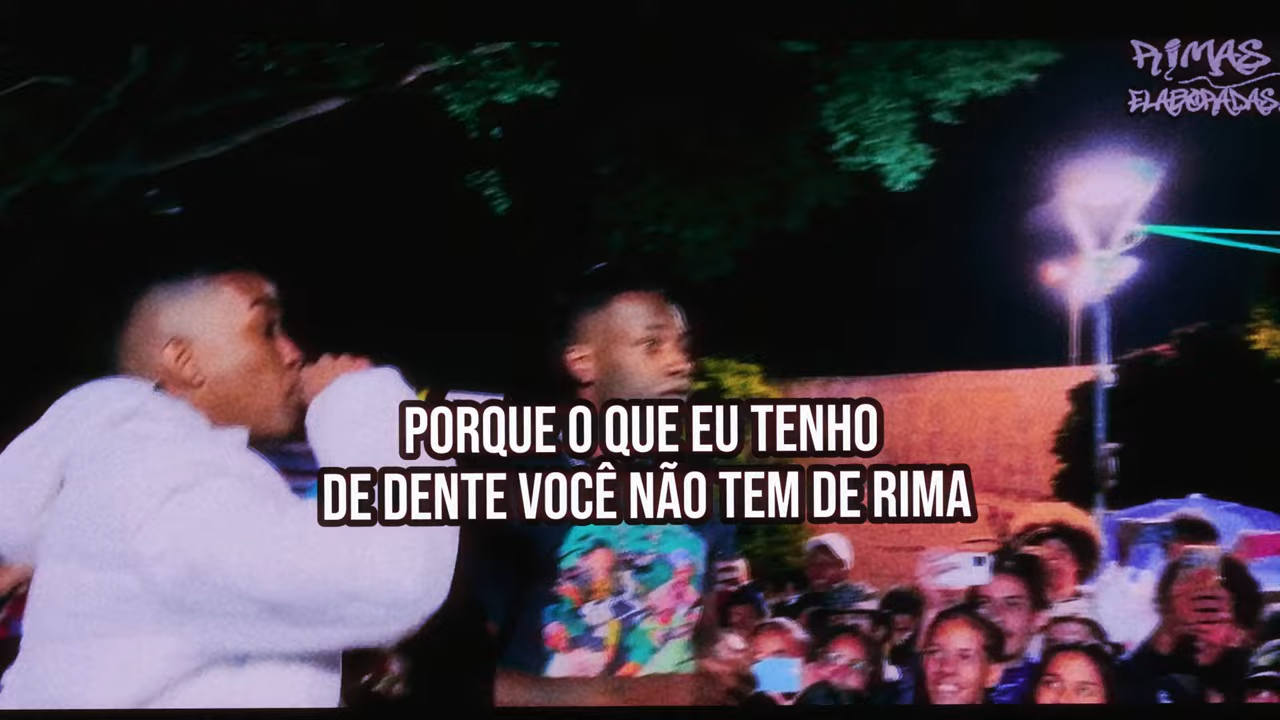 RIMAS
ELABORADAS
PORQUE O QUE EU TENHO
DE DENTE VOCÊ NÃO TEM DE RIMA